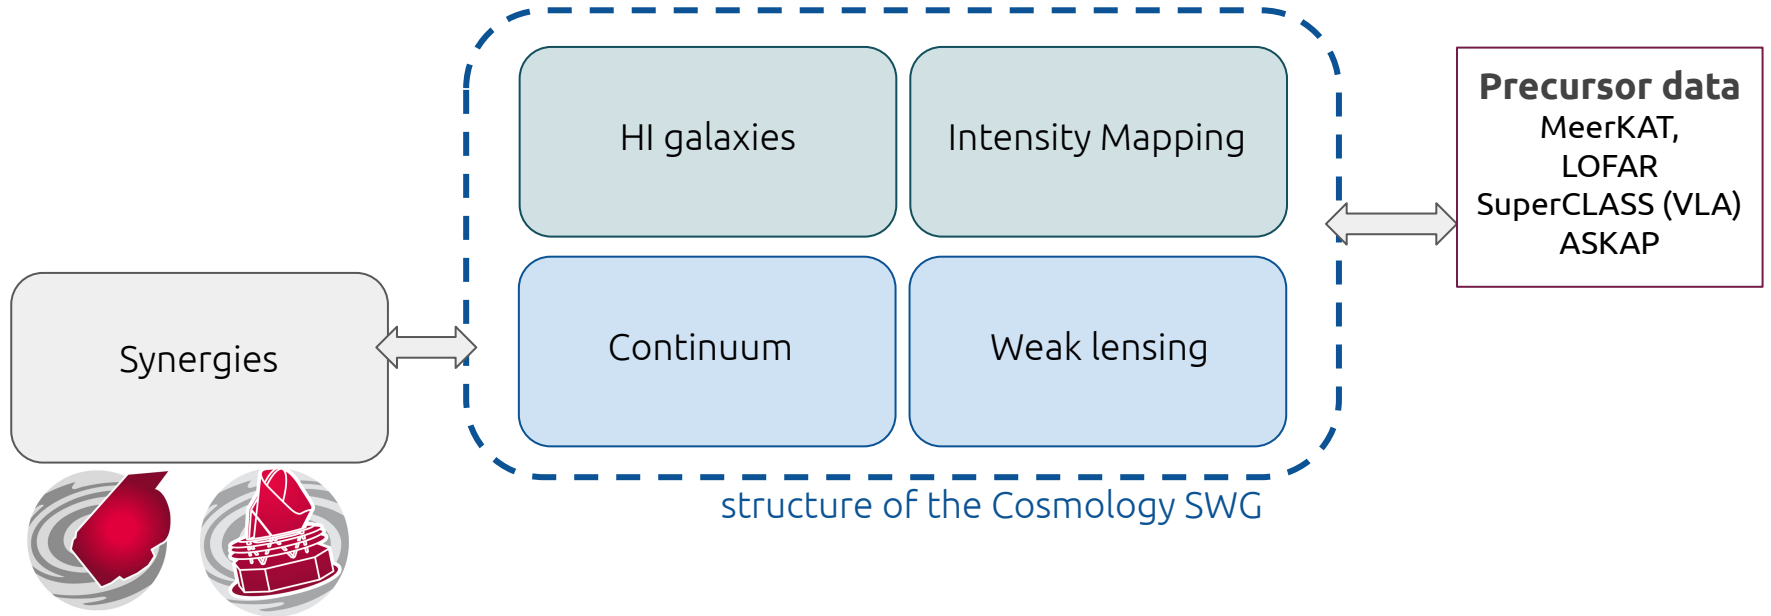 HI galaxies
Intensity Mapping
Continuum
Weak lensing
structure of the Cosmology SWG
Synergies
Precursor data
MeerKAT,
LOFAR
SuperCLASS (VLA)
ASKAP